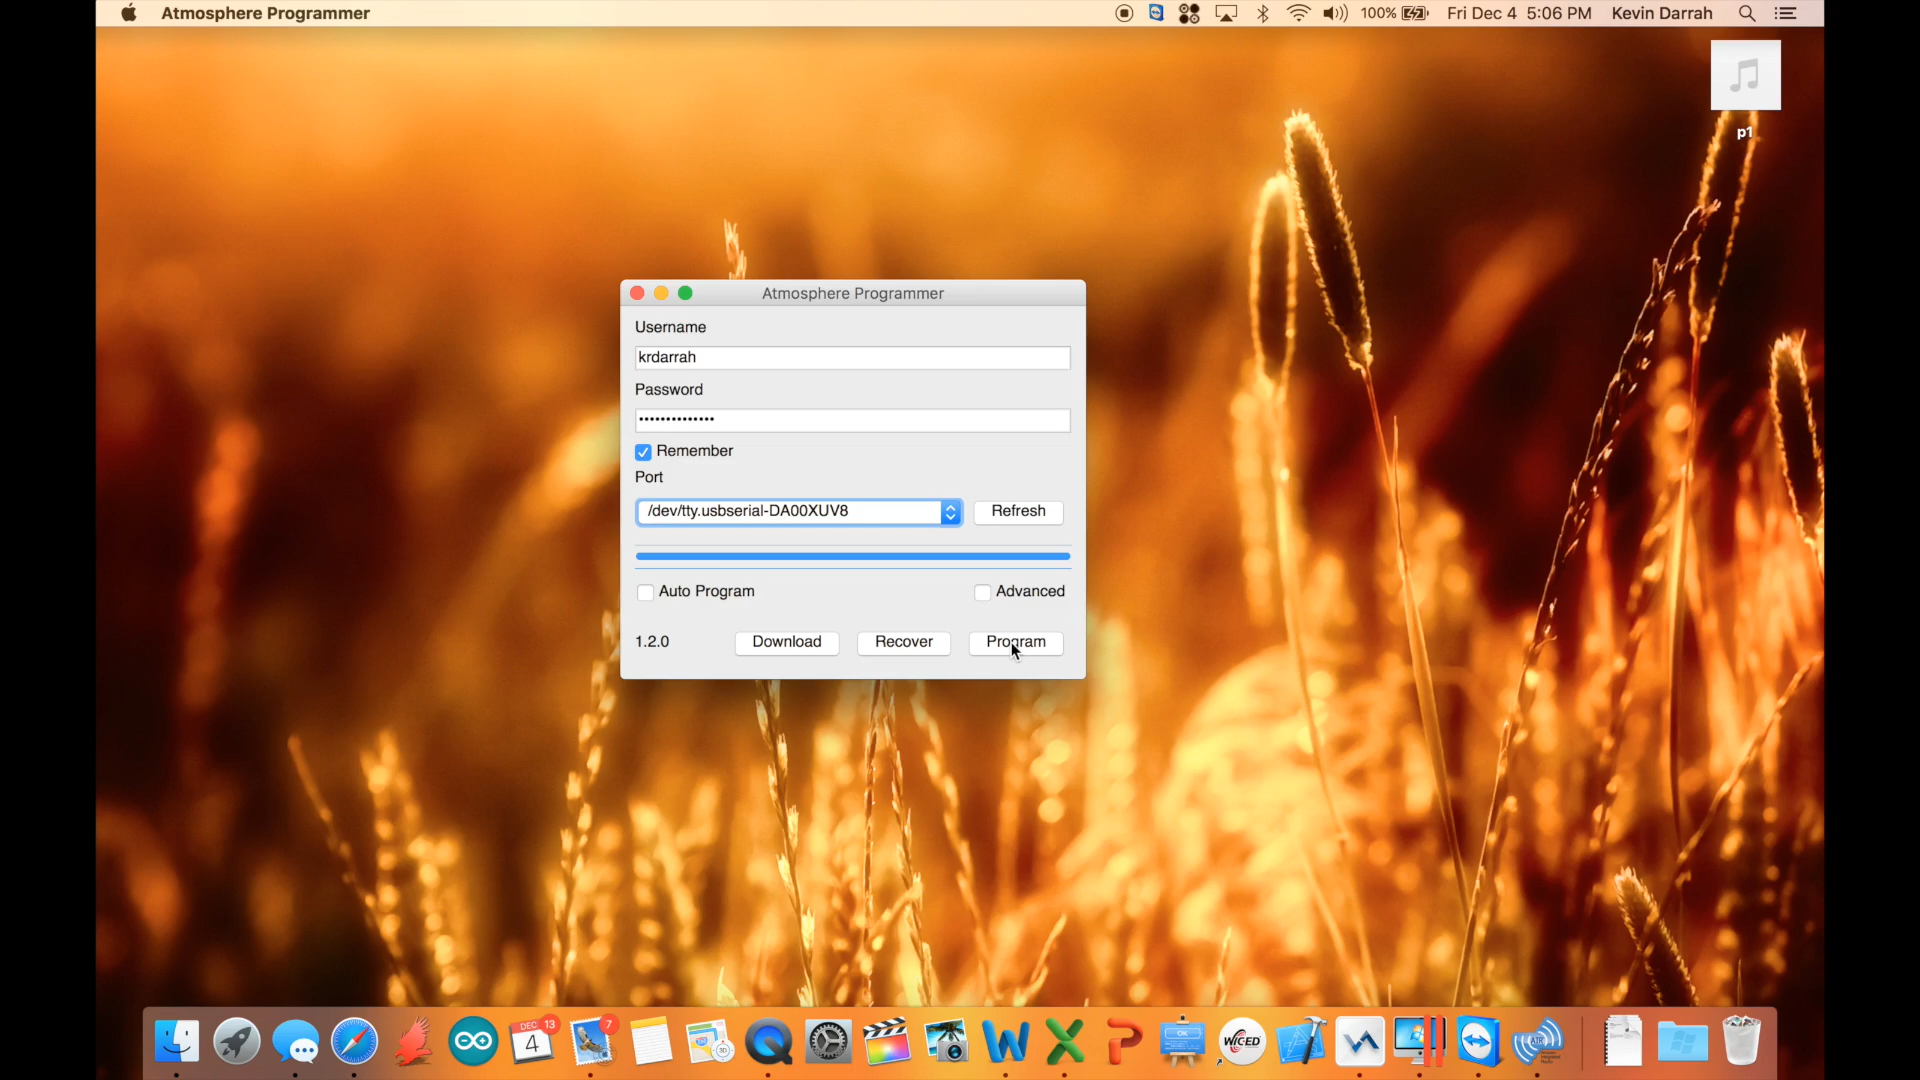 Atmosphere Programmer
100%
Fri Dec 4 5:06 PM
Kevin Darrah
p1
Atmosphere Programmer
Username
krdarrah
Password
••••••••••••••
Remember
Port
/dev/tty.usbserial-DA00XUV8
Refresh
Auto Program
Advanced
1.2.0
Download
Recover
Program
DEC
13
4
7
3D
OK
WICED